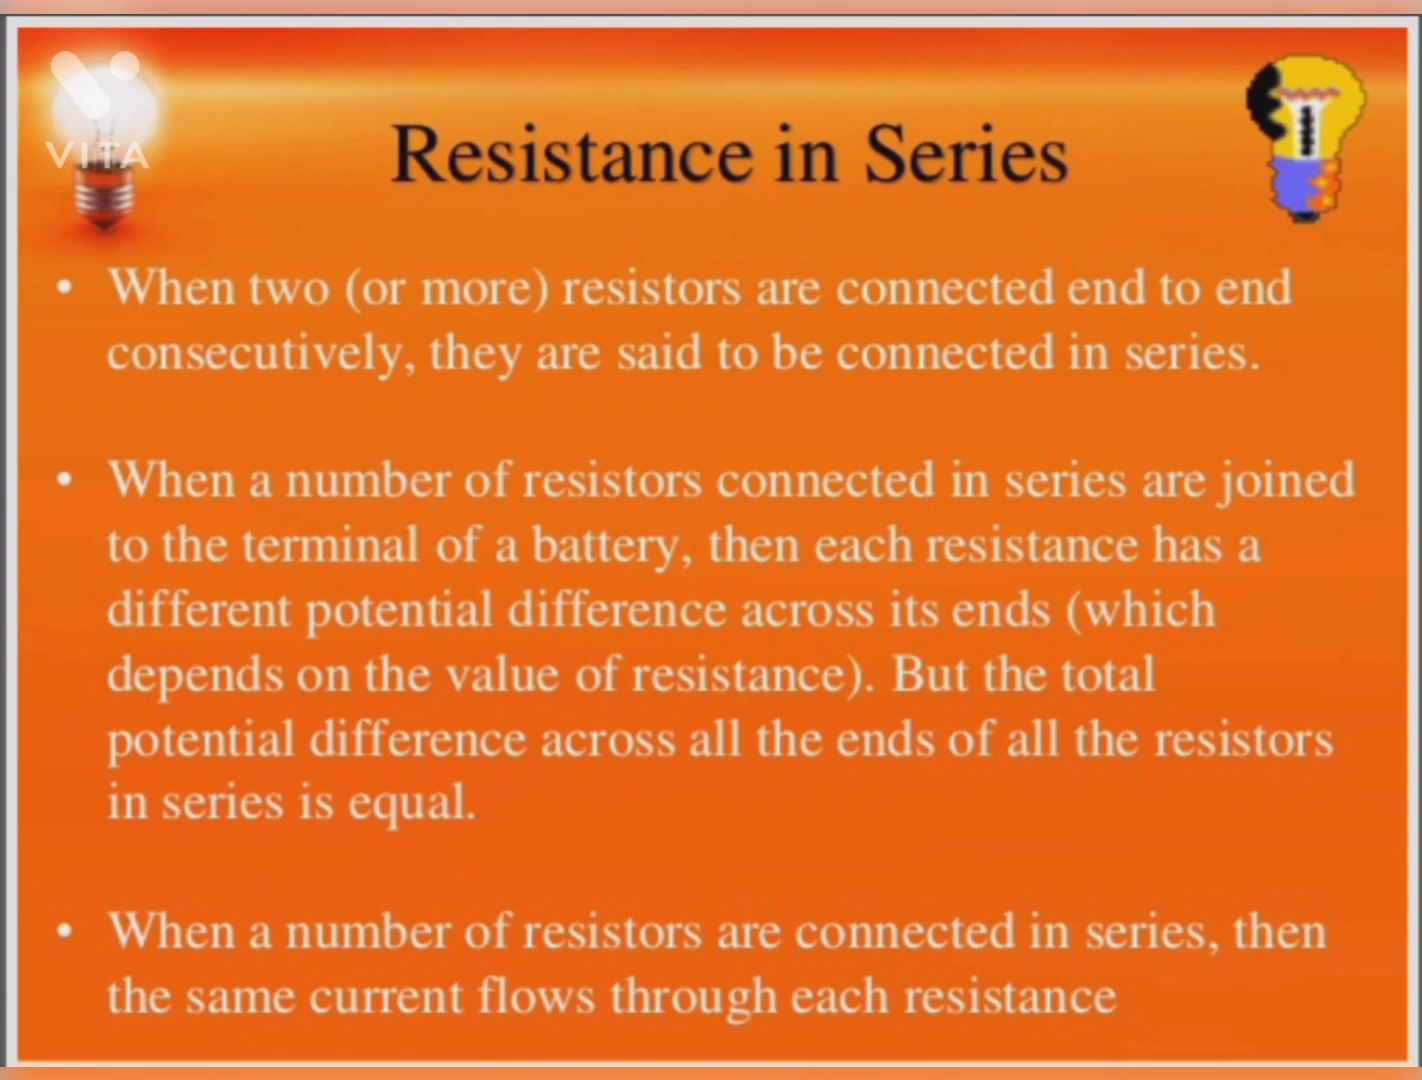 VITA
Resistance in Series
• When two (or more) resistors are connected end to end
consecutively, they are said to be connected in series.
• When a number of resistors connected in series are joined
to the terminal of a battery, then each resistance has a
different potential difference across its ends (which
depends on the value of resistance). But the total
potential difference across all the ends of all the resistors
in series is equal.
• When a number of resistors are connected in series, then
the same current flows through each resistance